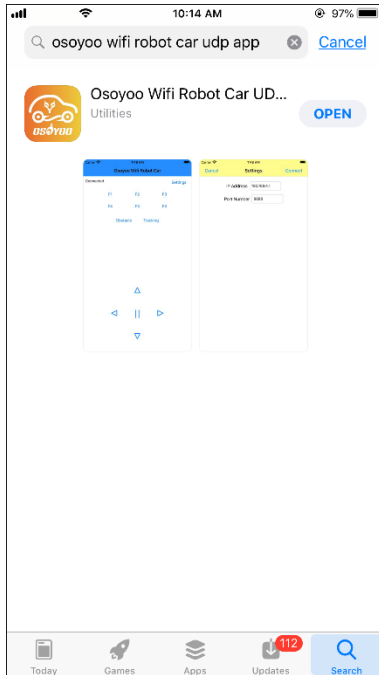 10:14 AM
97%
osoyoo wifi robot car udp app
Cancel
Osoyoo Wifi Robot Car UD...
Utilities
OPEN
OSOYOO
Osoyoo Wifi Robot Car
Connected
Settings
F1 F2 F3
F4 F5 F6
Obstacle Tracking
Cancel Settings Connect
IP Address
Port Number 8888
112
Today Games Apps Updates Search